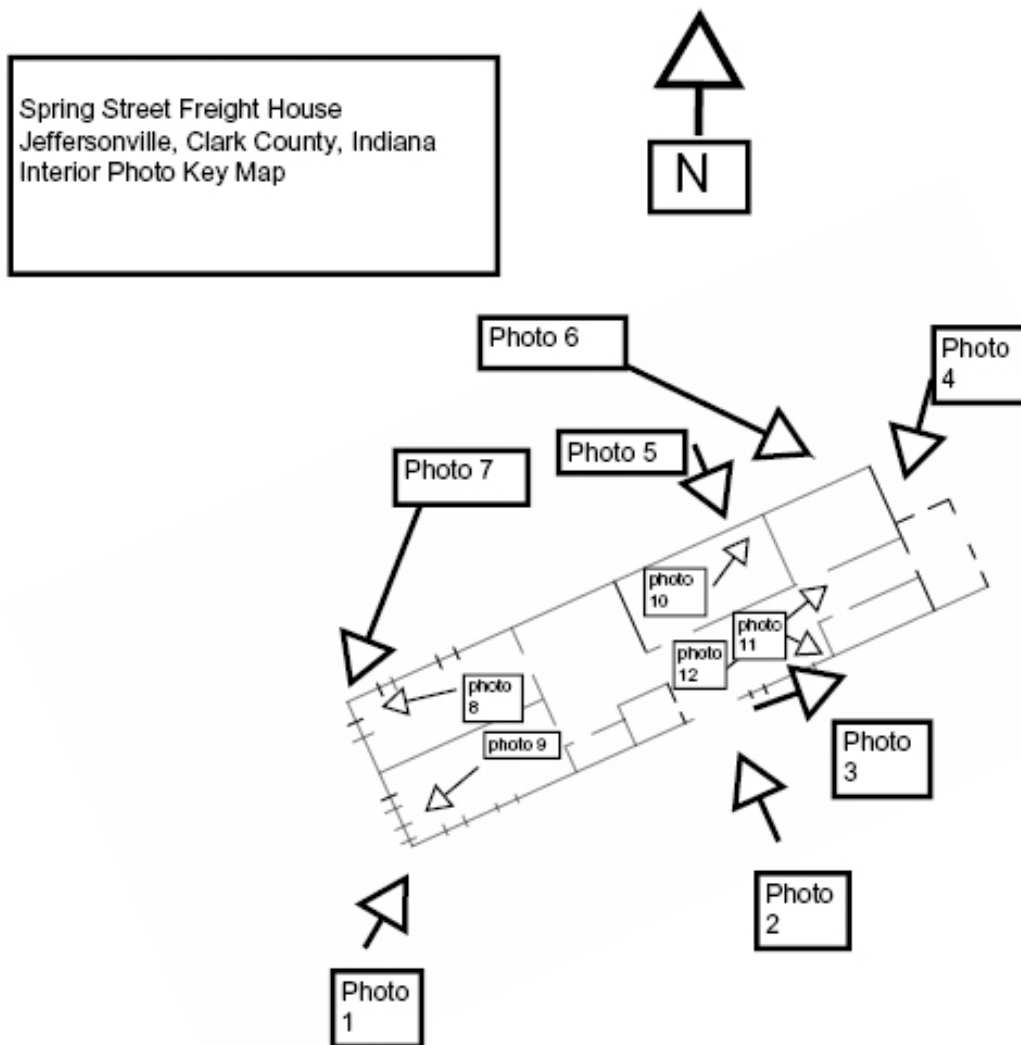 Spring Street Freight House
Jeffersonville, Clark County, Indiana
Interior Photo Key Map
N
Photo 6
Photo
4
Photo 5
Photo 7
photo
10
photo
11
photo
12
photo
8
photo 9
Photo
3
Photo
2
Photo
1